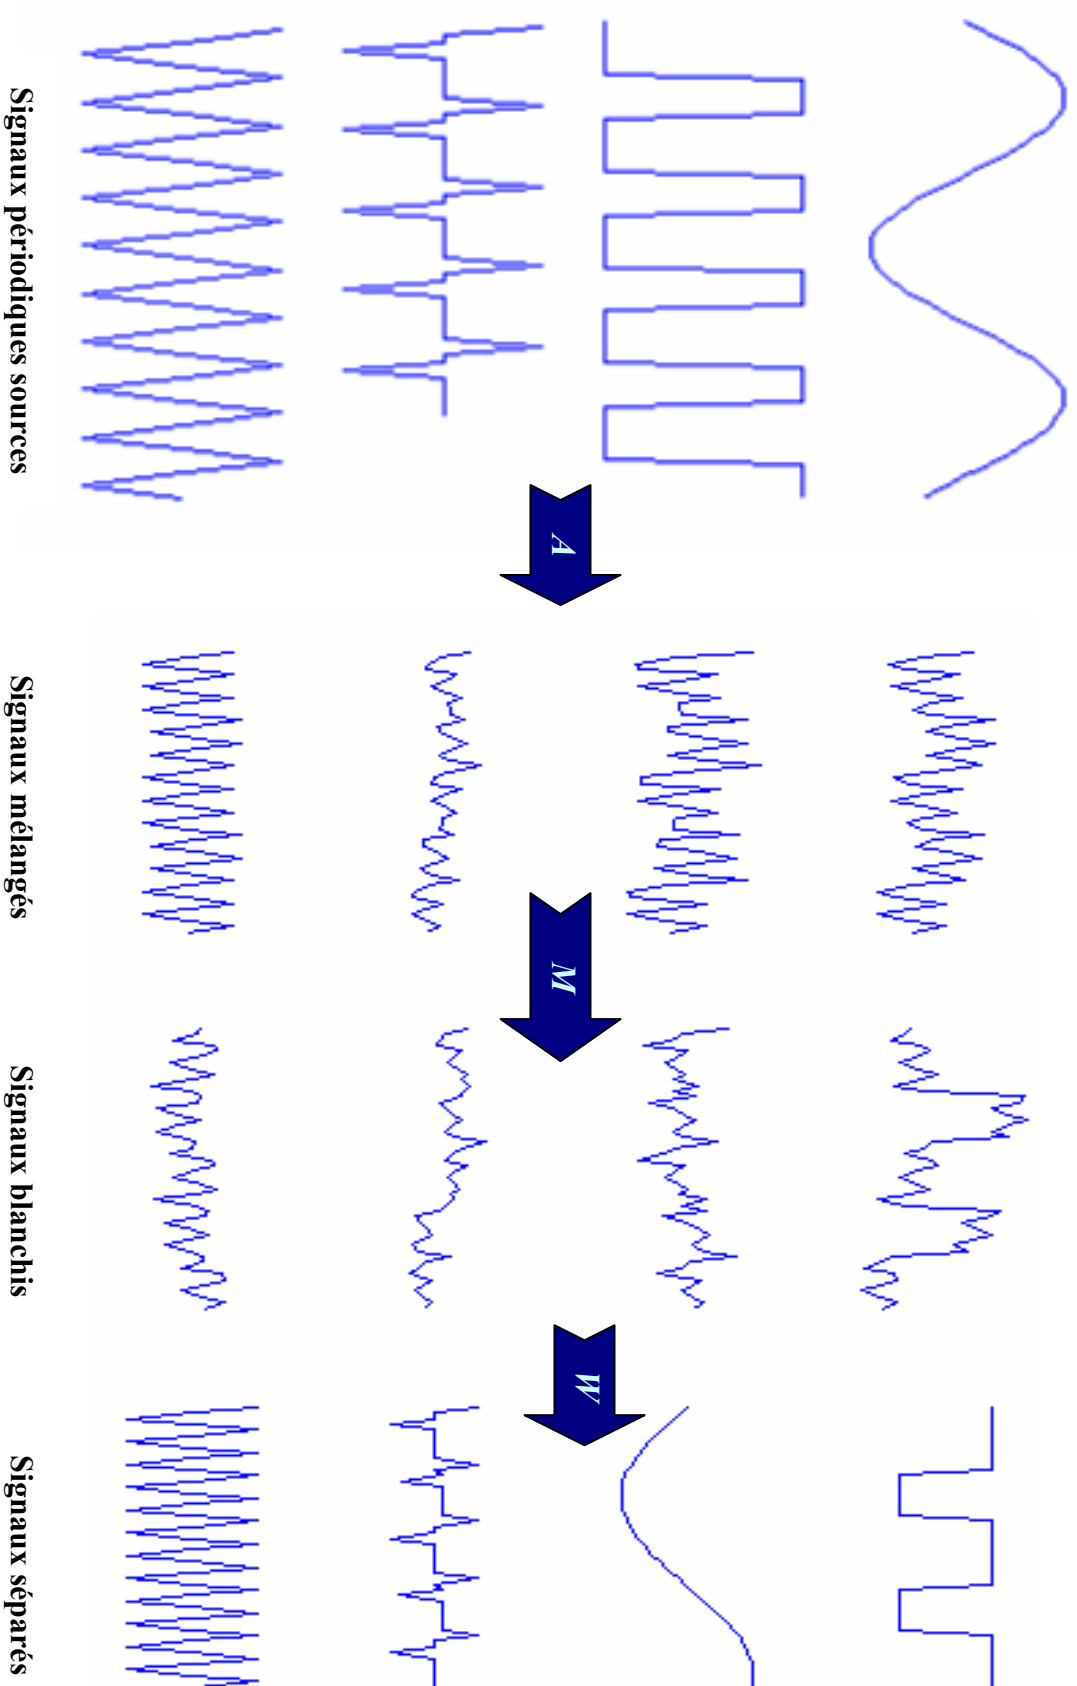 Signaux périodiques sources
A
Signaux mélangés
M
Signaux blanchis
W
Signaux séparés